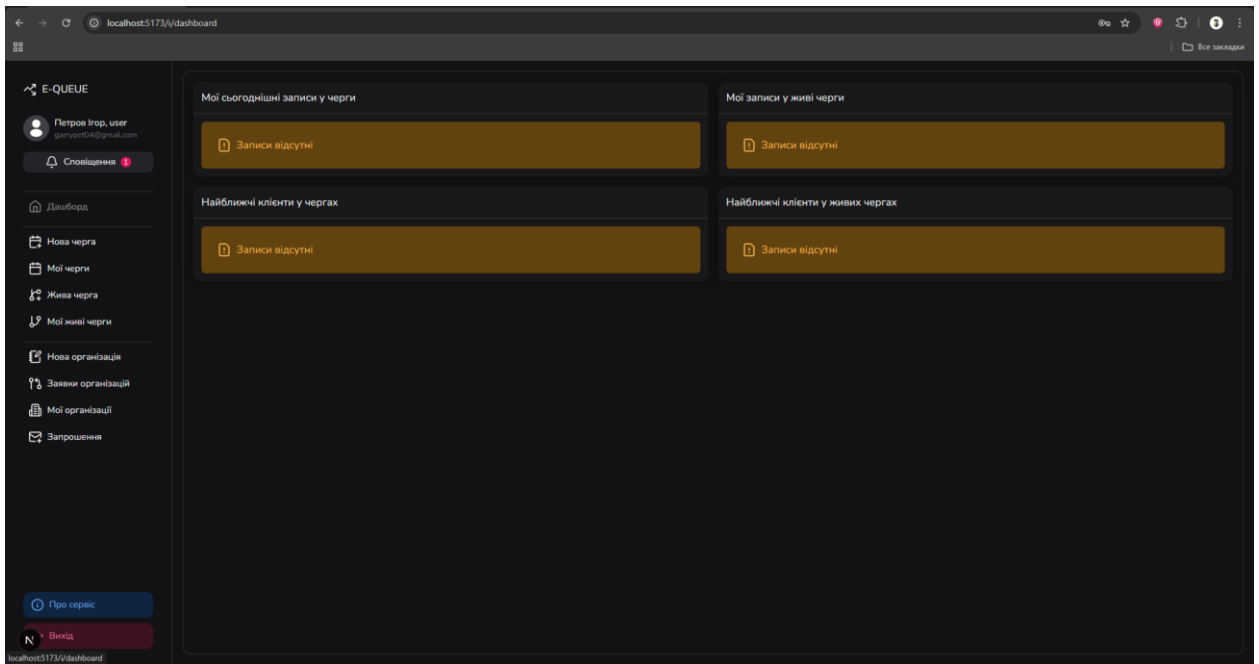 localhost:5173/i/dashboard
Все закладки
E-QUEUE
Петров Ігор, user
garrypet04@gmail.com
Сповіщення 1
Дашборд
Нова черга
Мої черги
Жива черга
Мої живі черги
Нова організація
Заявки організацій
Мої організації
Запрошення
Про сервіс
N Вихід
localhost:5173/i/dashboard
Мої сьогоднішні записи у черги
Записи відсутні
Мої записи у живі черги
Записи відсутні
Найближчі клієнти у чергах
Записи відсутні
Найближчі клієнти у живих чергах
Записи відсутні